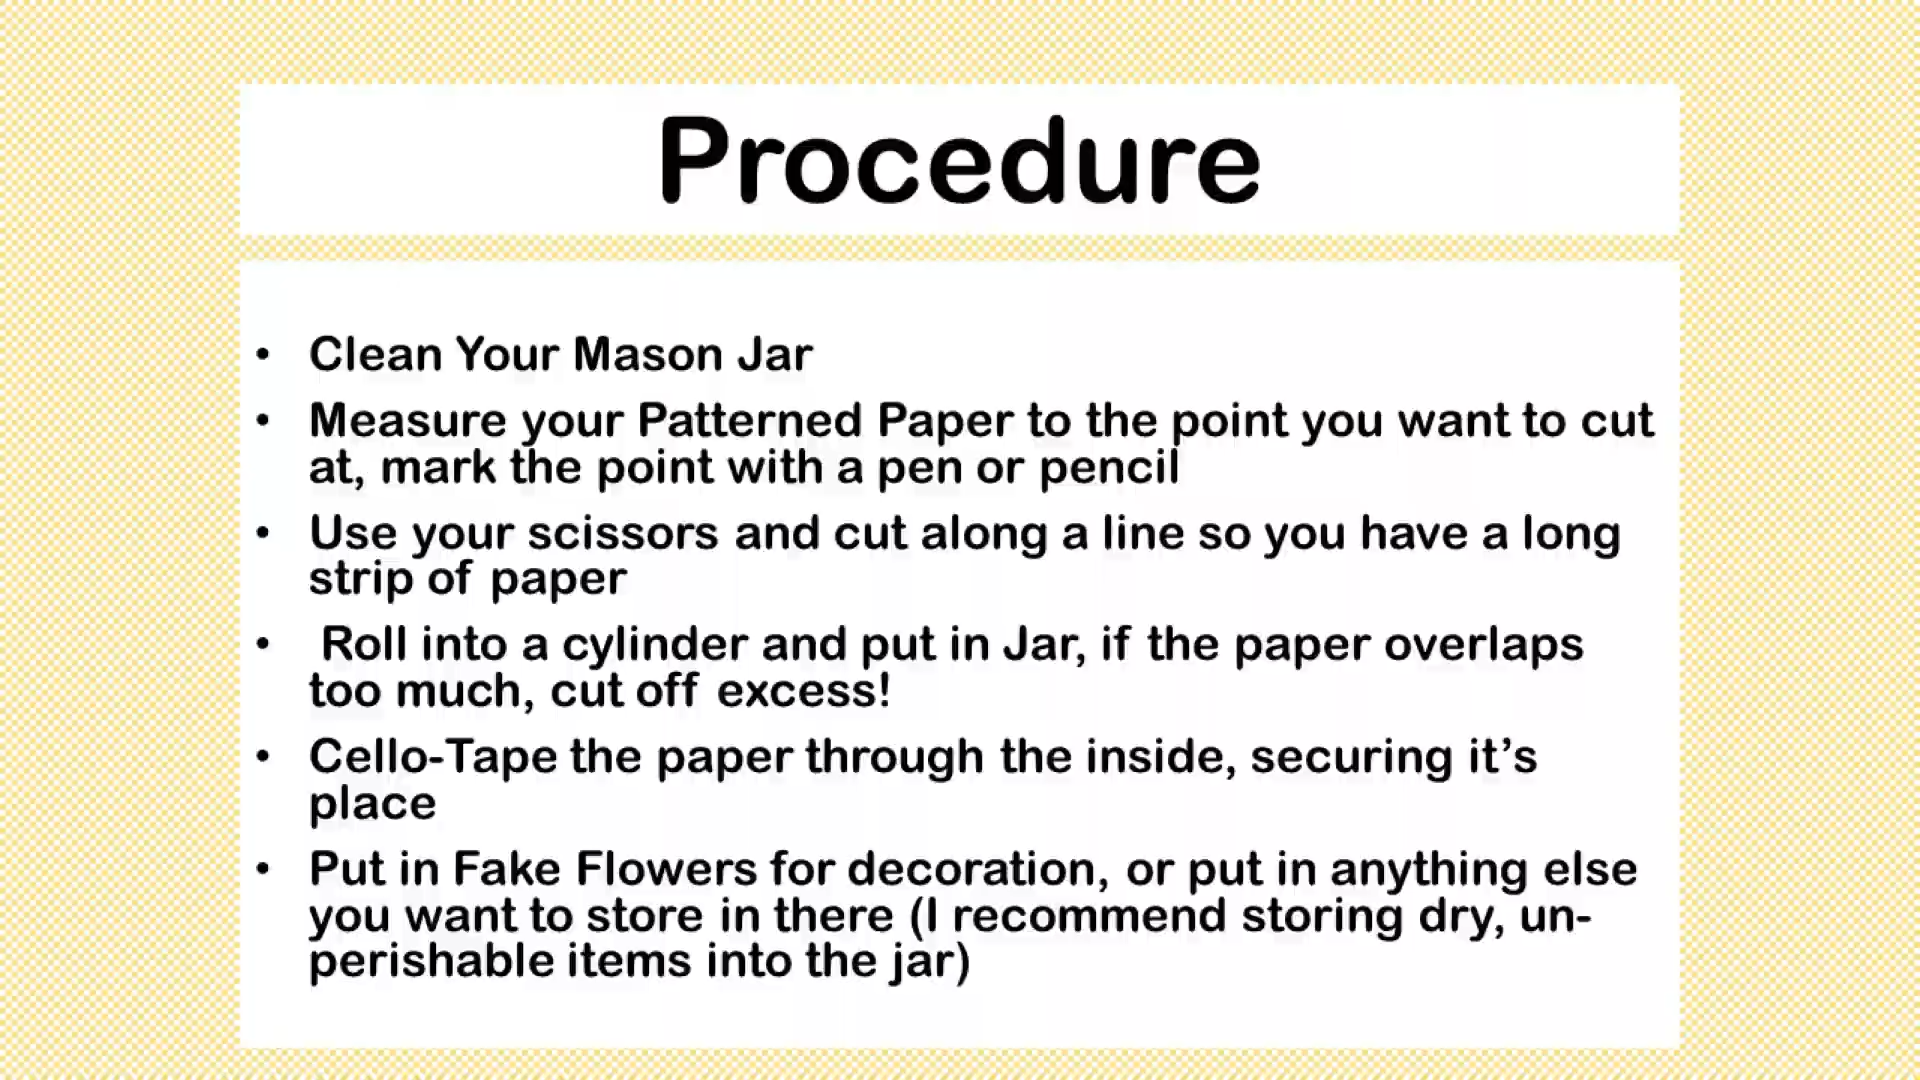 Procedure
• Clean Your Mason Jar
• Measure your Patterned Paper to the point you want to cut
at, mark the point with a pen or pencil
• Use your scissors and cut along a line so you have a long
strip of paper
• Roll into a cylinder and put in Jar, if the paper overlaps
too much, cut off excess!
• Cello-Tape the paper through the inside, securing it’s
place
• Put in Fake Flowers for decoration, or put in anything else
you want to store in there (I recommend storing dry, un-
perishable items into the jar)